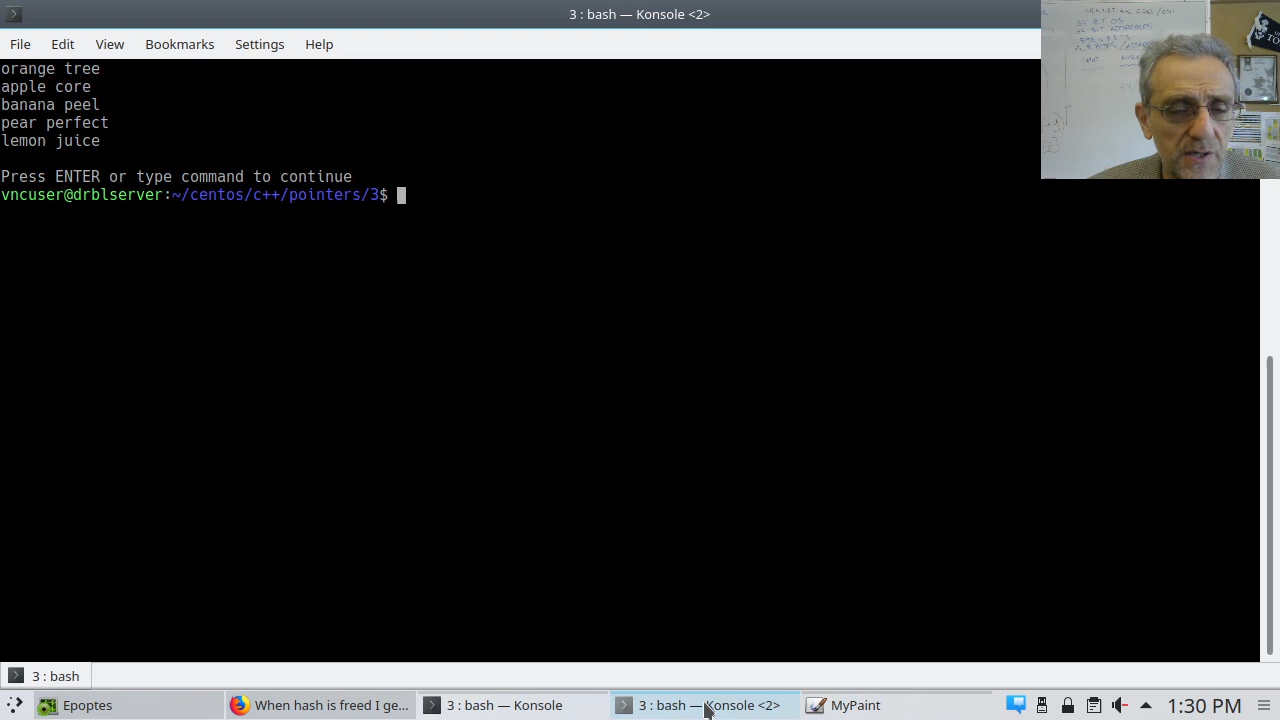 3 : bash — Konsole <2>
File Edit View Bookmarks Settings Help
orange tree
apple core
banana peel
pear perfect
lemon juice
Press ENTER or type command to continue
vncuser@drblserver:~/centos/c++/pointers/3$
3 : bash
Epoptes
When hash is freed I ge...
3 : bash — Konsole
3 : bash — Konsole <2>
MyPaint
1:30 PM